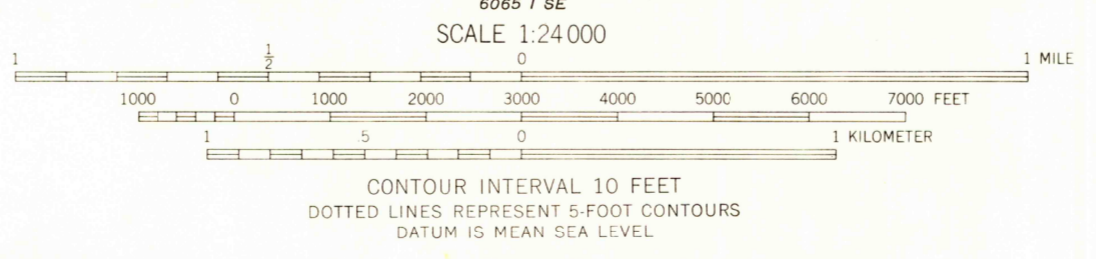 6065 I SE
SCALE 1:24 000
1 1/2 0 1 MILE
1000 0 1000 2000 3000 4000 5000 6000 7000 FEET
1 .5 0 1 KILOMETER
CONTOUR INTERVAL 10 FEET
DOTTED LINES REPRESENT 5-FOOT CONTOURS
DATUM IS MEAN SEA LEVEL